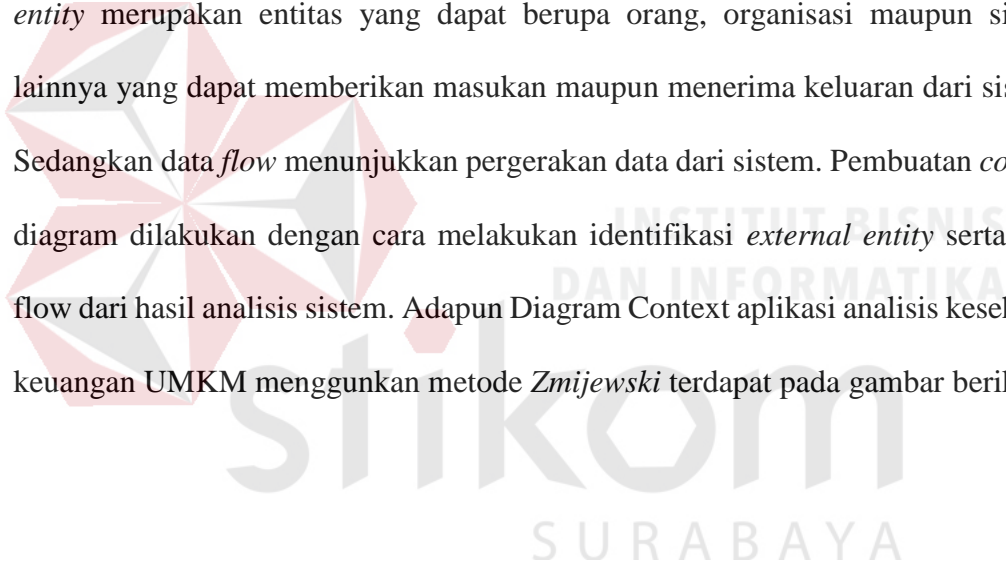 entity merupakan entitas yang dapat berupa orang, organisasi maupun si
lainnya yang dapat memberikan masukan maupun menerima keluaran dari sis
Sedangkan data flow menunjukkan pergerakan data dari sistem. Pembuatan co
diagram dilakukan dengan cara melakukan identifikasi external entity serta
flow dari hasil analisis sistem. Adapun Diagram Context aplikasi analisis keseh
keuangan UMKM menggunkan metode Zmijewski terdapat pada gambar beri
INSTITUT BISNIS
DAN INFORMATIKA
stikom
SURABAYA